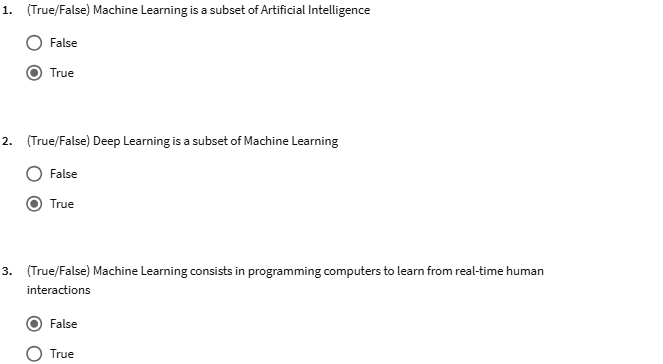 1. (True/False) Machine Learning is a subset of Artificial Intelligence
False
True
2. (True/False) Deep Learning is a subset of Machine Learning
False
True
3. (True/False) Machine Learning consists in programming computers to learn from real-time human
interactions
False
True